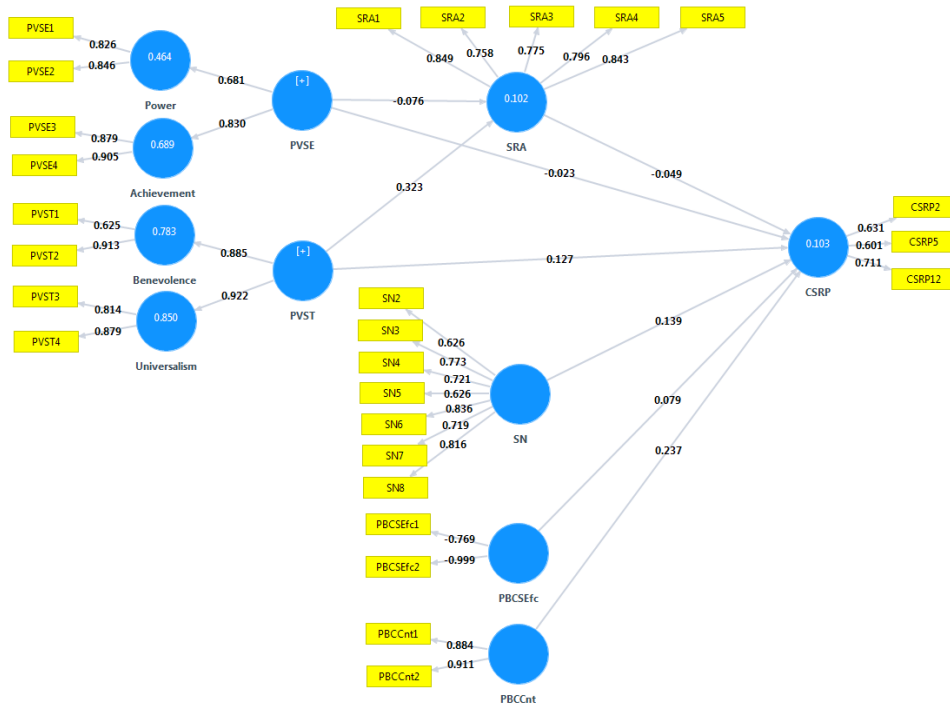 PVSE1
0.826
PVSE2
0.846
0.464
Power
0.681
PVSE3
0.879
PVSE4
0.905
0.689
Achievement
0.830
[+]
PVSE
-0.076
-0.023
PVST1
0.625
PVST2
0.913
0.783
Benevolence
0.885
PVST3
0.814
PVST4
0.879
0.850
Universalism
0.922
[+]
PVST
0.323
0.127
SRA1
SRA2
SRA3
SRA4
SRA5
0.849
0.758
0.775
0.796
0.843
0.102
SRA
-0.049
SN2
SN3
SN4
SN5
SN6
SN7
SN8
0.626
0.773
0.721
0.626
0.836
0.719
0.816
SN
0.139
PBCSEfc1
-0.769
PBCSEfc2
-0.999
PBCSEfc
0.079
PBCCnt1
0.884
PBCCnt2
0.911
PBCCnt
0.237
0.103
CSRP
CSRP2
0.631
CSRP5
0.601
CSRP12
0.711